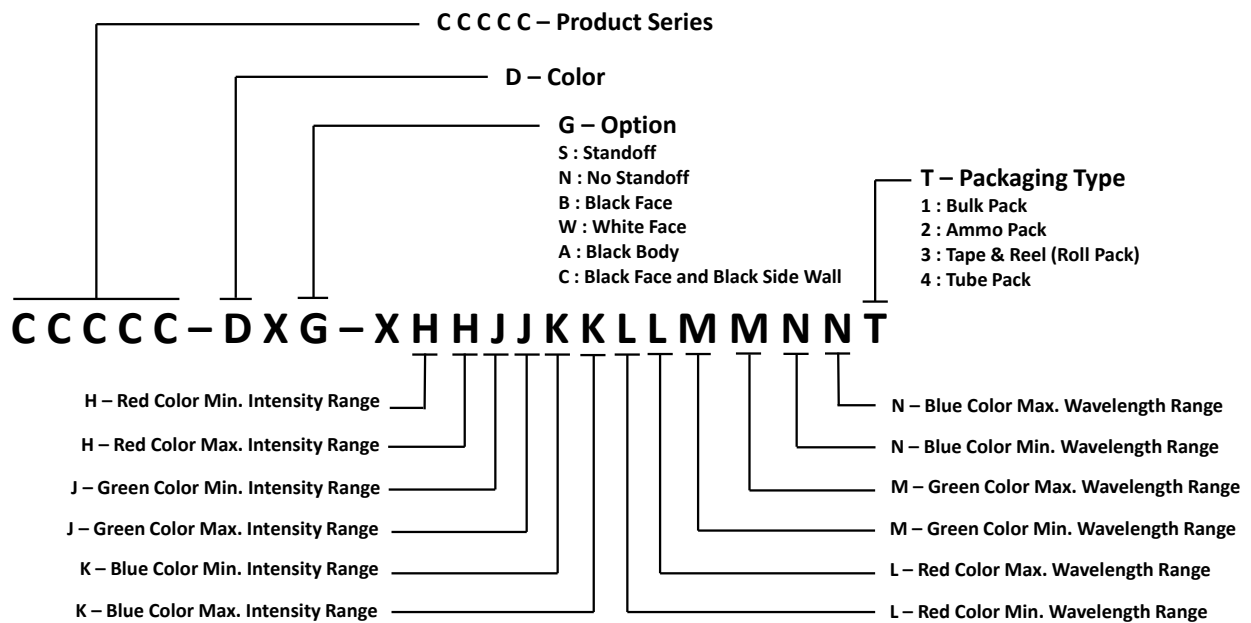 C C C C C – Product Series
D – Color
G – Option
S : Standoff
N : No Standoff
B : Black Face
W : White Face
A : Black Body
C : Black Face and Black Side Wall
T – Packaging Type
1 : Bulk Pack
2 : Ammo Pack
3 : Tape & Reel (Roll Pack)
4 : Tube Pack
C C C C C – D X G – X H H J J K K L L M M N N T
H – Red Color Min. Intensity Range
H – Red Color Max. Intensity Range
J – Green Color Min. Intensity Range
J – Green Color Max. Intensity Range
K – Blue Color Min. Intensity Range
K – Blue Color Max. Intensity Range
N – Blue Color Max. Wavelength Range
N – Blue Color Min. Wavelength Range
M – Green Color Max. Wavelength Range
M – Green Color Min. Wavelength Range
L – Red Color Max. Wavelength Range
L – Red Color Min. Wavelength Range